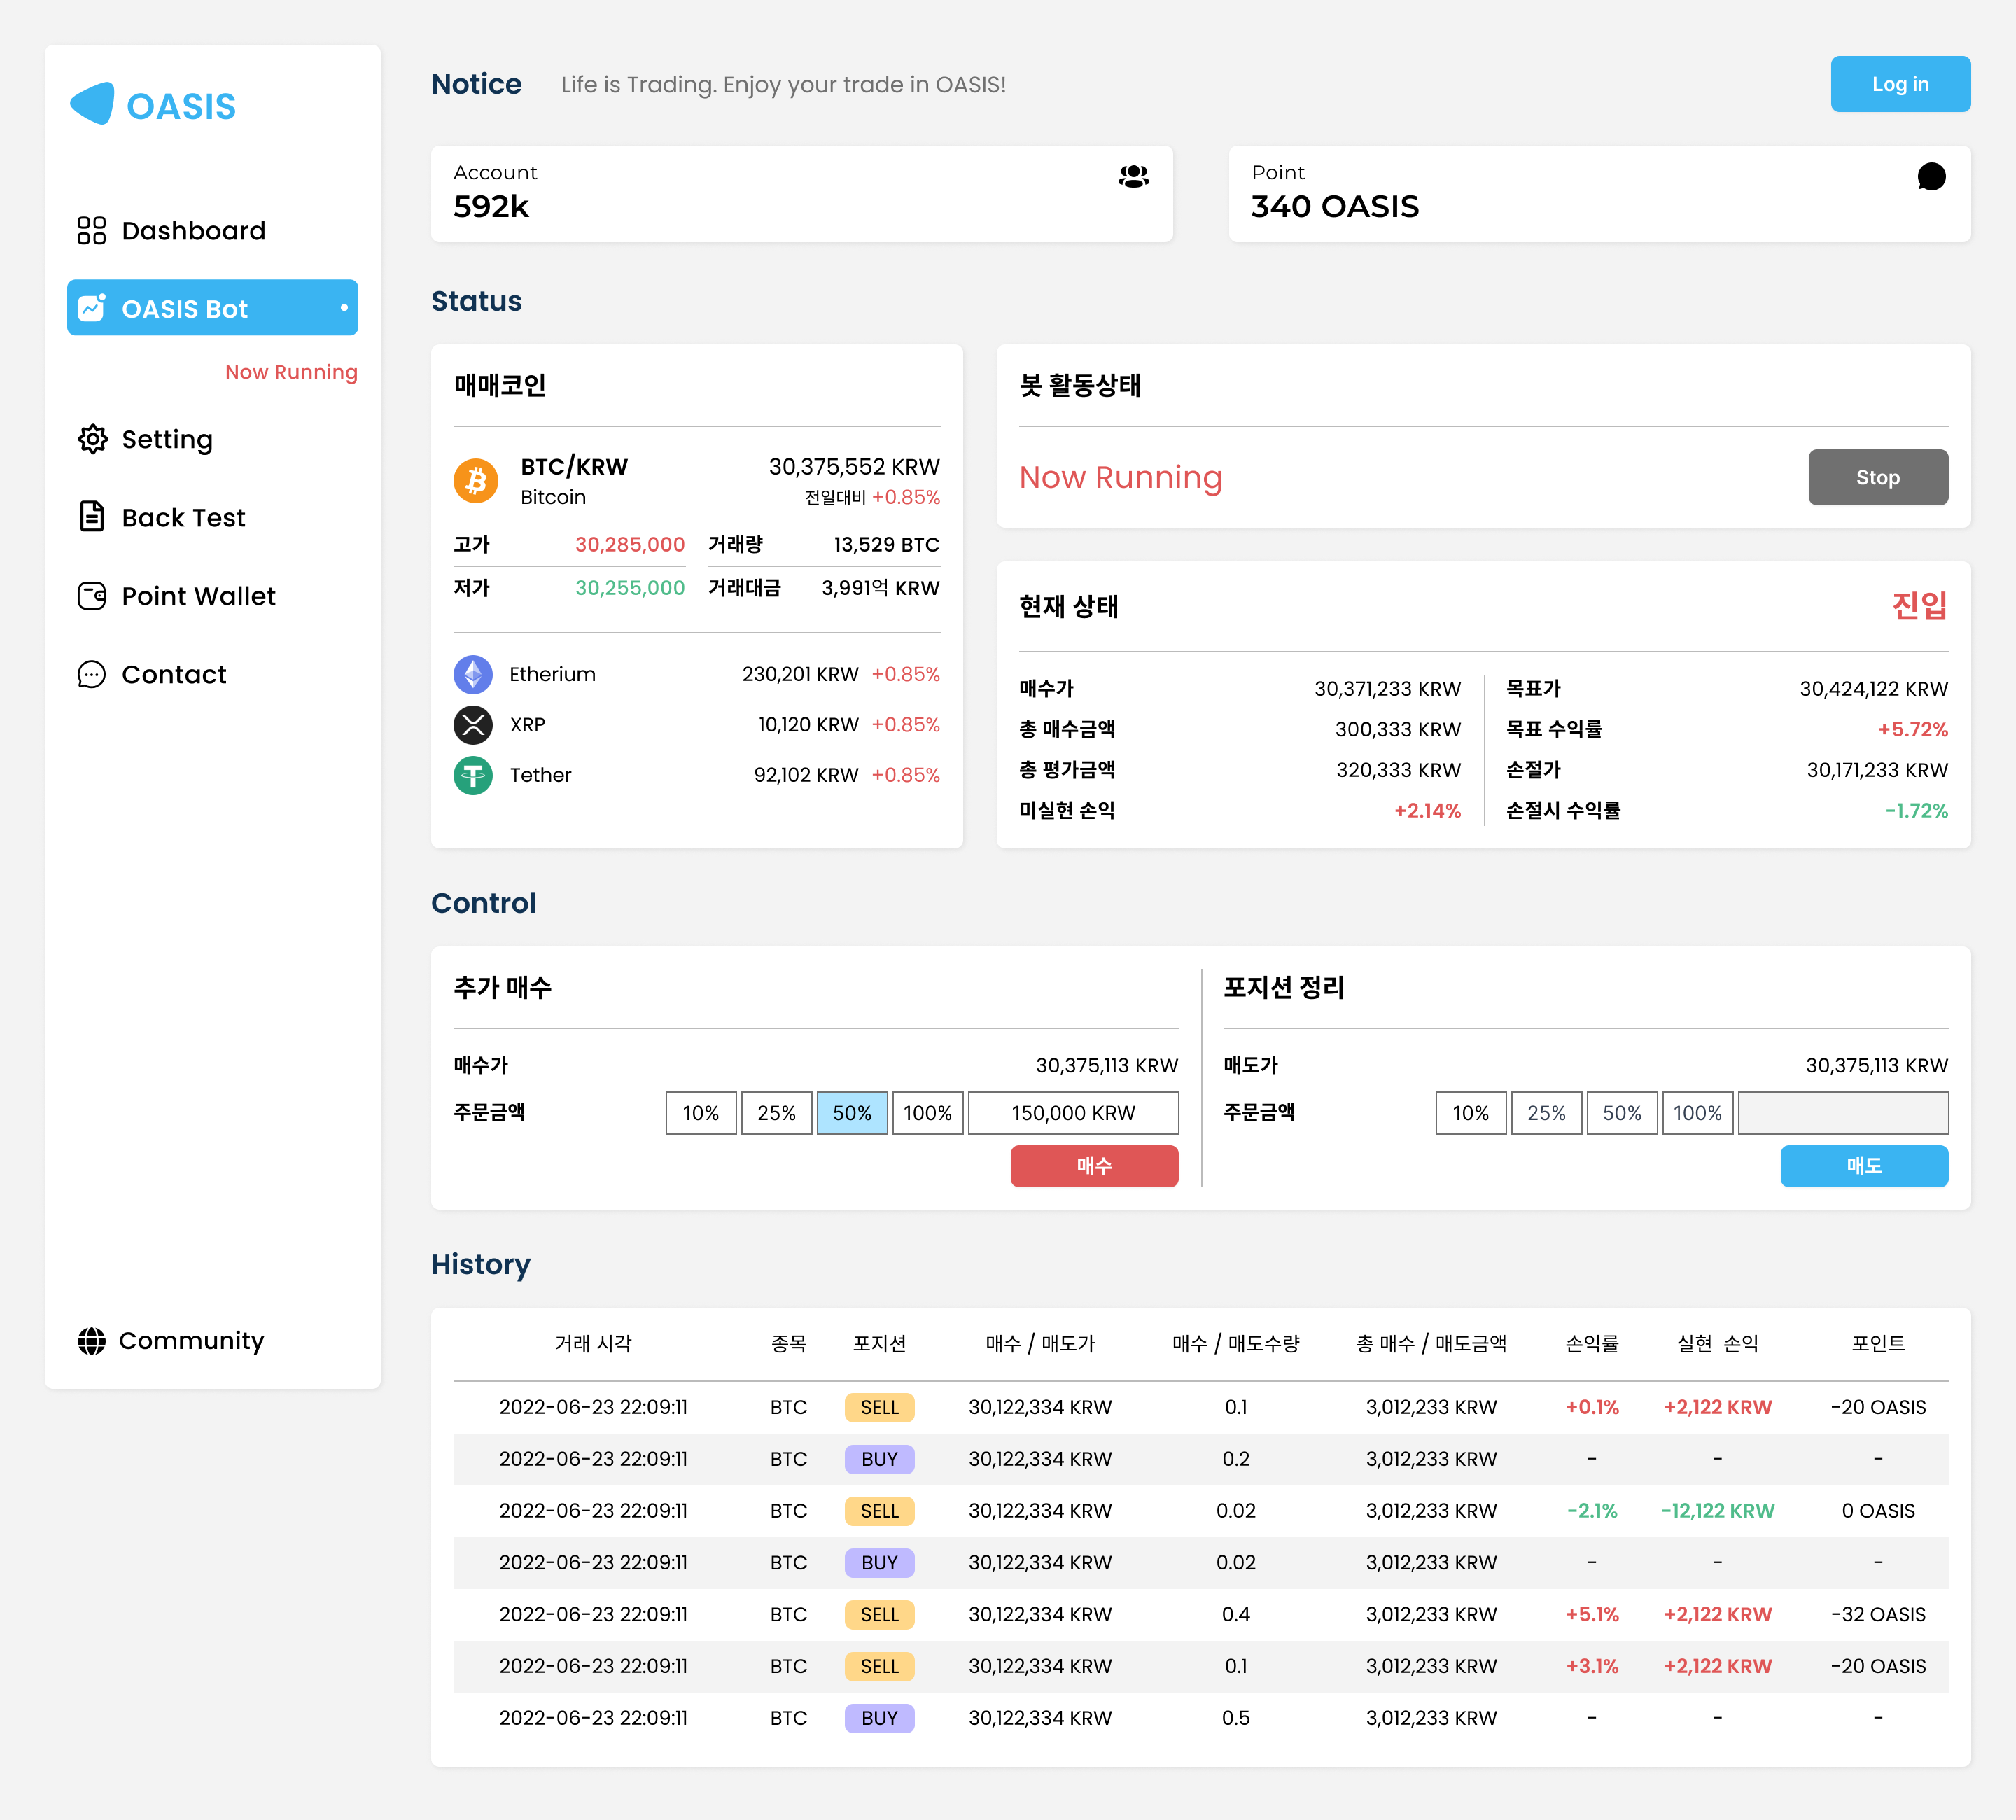 OASIS
Dashboard
OASIS Bot
Now Running
Setting
Back Test
Point Wallet
Contact
Community
Notice Life is Trading. Enjoy your trade in OASIS! Log in
Account
592k
Point
340 OASIS
Status
매매코인
BTC/KRW 30,375,552 KRW
Bitcoin 전일대비 +0.85%
고가 30,285,000 거래량 13,529 BTC
저가 30,255,000 거래대금 3,991억 KRW
Etherium 230,201 KRW +0.85%
XRP 10,120 KRW +0.85%
Tether 92,102 KRW +0.85%
봇 활동상태
Now Running Stop
현재 상태 진입
매수가 30,371,233 KRW 목표가 30,424,122 KRW
총 매수금액 300,333 KRW 목표 수익률 +5.72%
총 평가금액 320,333 KRW 손절가 30,171,233 KRW
미실현 손익 +2.14% 손절시 수익률 -1.72%
Control
추가 매수
매수가 30,375,113 KRW
주문금액 10% 25% 50% 100% 150,000 KRW
매수
포지션 정리
매도가 30,375,113 KRW
주문금액 10% 25% 50% 100%
매도
History
거래 시각 종목 포지션 매수 / 매도가 매수 / 매도수량 총 매수 / 매도금액 손익률 실현 손익 포인트
2022-06-23 22:09:11 BTC SELL 30,122,334 KRW 0.1 3,012,233 KRW +0.1% +2,122 KRW -20 OASIS
2022-06-23 22:09:11 BTC BUY 30,122,334 KRW 0.2 3,012,233 KRW - - -
2022-06-23 22:09:11 BTC SELL 30,122,334 KRW 0.02 3,012,233 KRW -2.1% -12,122 KRW 0 OASIS
2022-06-23 22:09:11 BTC BUY 30,122,334 KRW 0.02 3,012,233 KRW - - -
2022-06-23 22:09:11 BTC SELL 30,122,334 KRW 0.4 3,012,233 KRW +5.1% +2,122 KRW -32 OASIS
2022-06-23 22:09:11 BTC SELL 30,122,334 KRW 0.1 3,012,233 KRW +3.1% +2,122 KRW -20 OASIS
2022-06-23 22:09:11 BTC BUY 30,122,334 KRW 0.5 3,012,233 KRW - - -